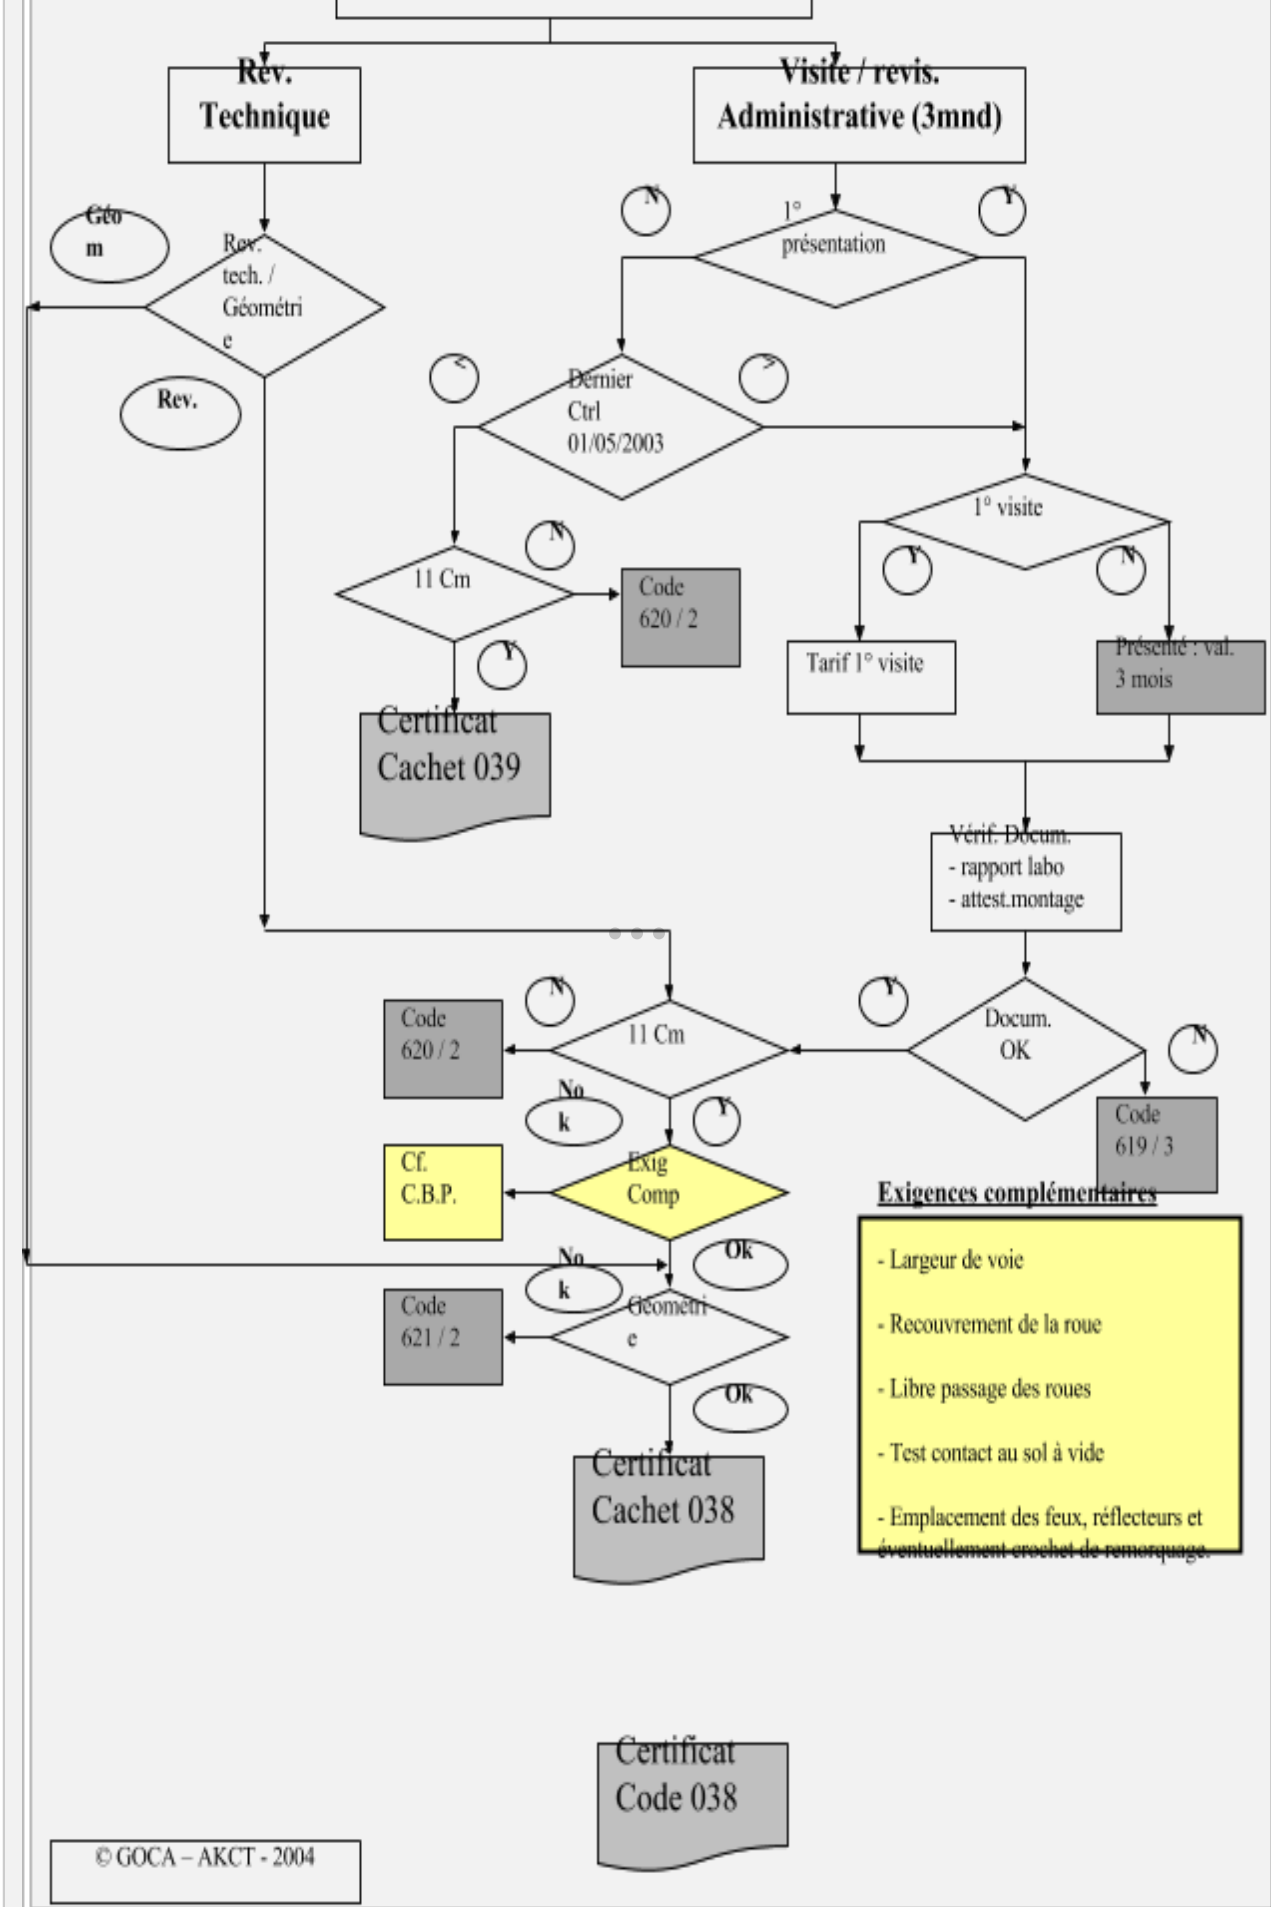 Rev.
Technique
Visite / revis.
Administrative (3mnd)
Géo
m
N
Y
1°
présentation
Rev.
tech. /
Géométri
e
Rev.
<
>
Dernier
Ctrl
01/05/2003
1° visite
N
Y
N
11 Cm
Code
620 / 2
Y
Tarif 1° visite
Présenté : val.
3 mois
Certificat
Cachet 039
Vérif. Docum.
- rapport labo
- attest.montage
N
Y
Code
620 / 2
11 Cm
Docum.
OK
N
No
k
Y
Code
619 / 3
Cf.
C.B.P.
Exig
Comp
Exigences complémentaires
No
k
Ok
- Largeur de voie
Code
621 / 2
Géométri
e
- Recouvrement de la roue
Ok
- Libre passage des roues
- Test contact au sol à vide
Certificat
Cachet 038
- Emplacement des feux, réflecteurs et
éventuellement crochet de remorquage.
Certificat
Code 038
© GOCA – AKCT - 2004